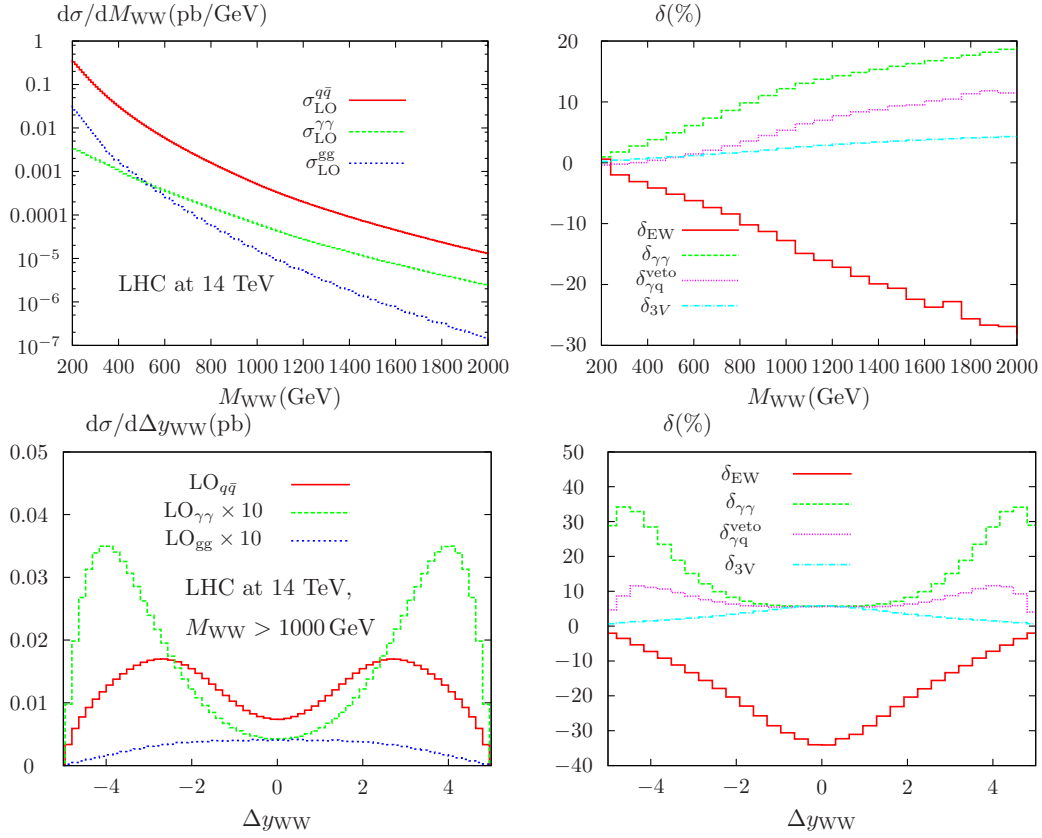 dσ/dM_WW(pb/GeV)
1
0.1
0.01
0.001
0.0001
10^−5
10^−6
10^−7
σ_LO^{qq̄}
σ_LO^{γγ}
σ_LO^{gg}
LHC at 14 TeV
200 400 600 800 1000 1200 1400 1600 1800 2000
M_WW(GeV)
δ(%)
20
10
0
−10
−20
−30
δ_EW
δ_γγ
δ_γq^veto
δ_3V
200 400 600 800 1000 1200 1400 1600 1800 2000
M_WW(GeV)
dσ/dΔy_WW(pb)
0.05
0.04
0.03
0.02
0.01
0
LO_qq̄
LO_γγ × 10
LO_gg × 10
LHC at 14 TeV,
M_WW > 1000 GeV
−4 −2 0 2 4
Δy_WW
δ(%)
50
40
30
20
10
0
−10
−20
−30
−40
δ_EW
δ_γγ
δ_γq^veto
δ_3V
−4 −2 0 2 4
Δy_WW